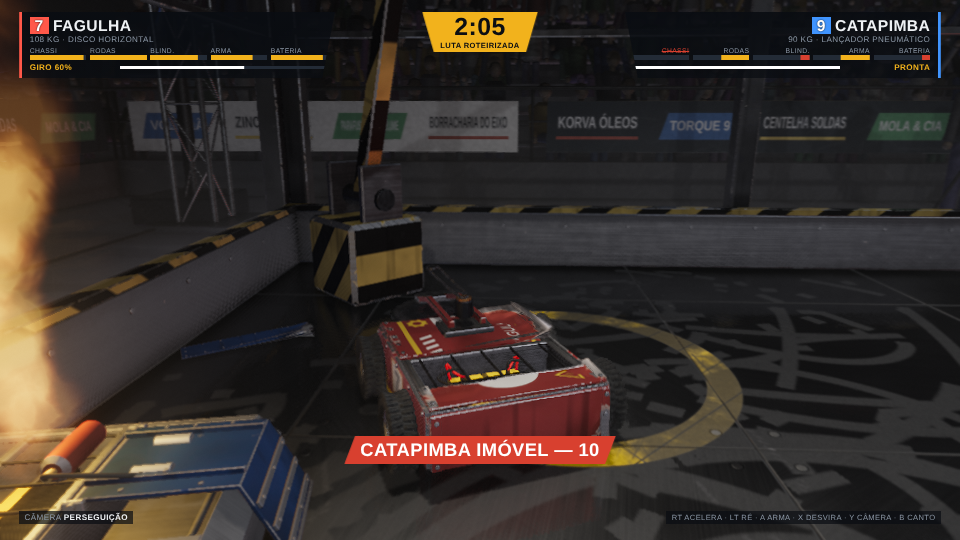 7 FAGULHA
108 KG · DISCO HORIZONTAL
CHASSI RODAS BLIND. ARMA BATERIA
GIRO 60%
2:05
LUTA ROTEIRIZADA
9 CATAPIMBA
90 KG · LANÇADOR PNEUMÁTICO
CHASSI RODAS BLIND. ARMA BATERIA
PRONTA
MOLA & CIA
ZINC
BORRACHARIA DO EIXO
KORVA ÓLEOS
TORQUE 9
CENTELHA SOLDAS
MOLA & CIA
CATAPIMBA IMÓVEL — 10
CÂMERA PERSEGUIÇÃO
RT ACELERA · LT RÉ · A ARMA · X DESVIRA · Y CÂMERA · B CANTO